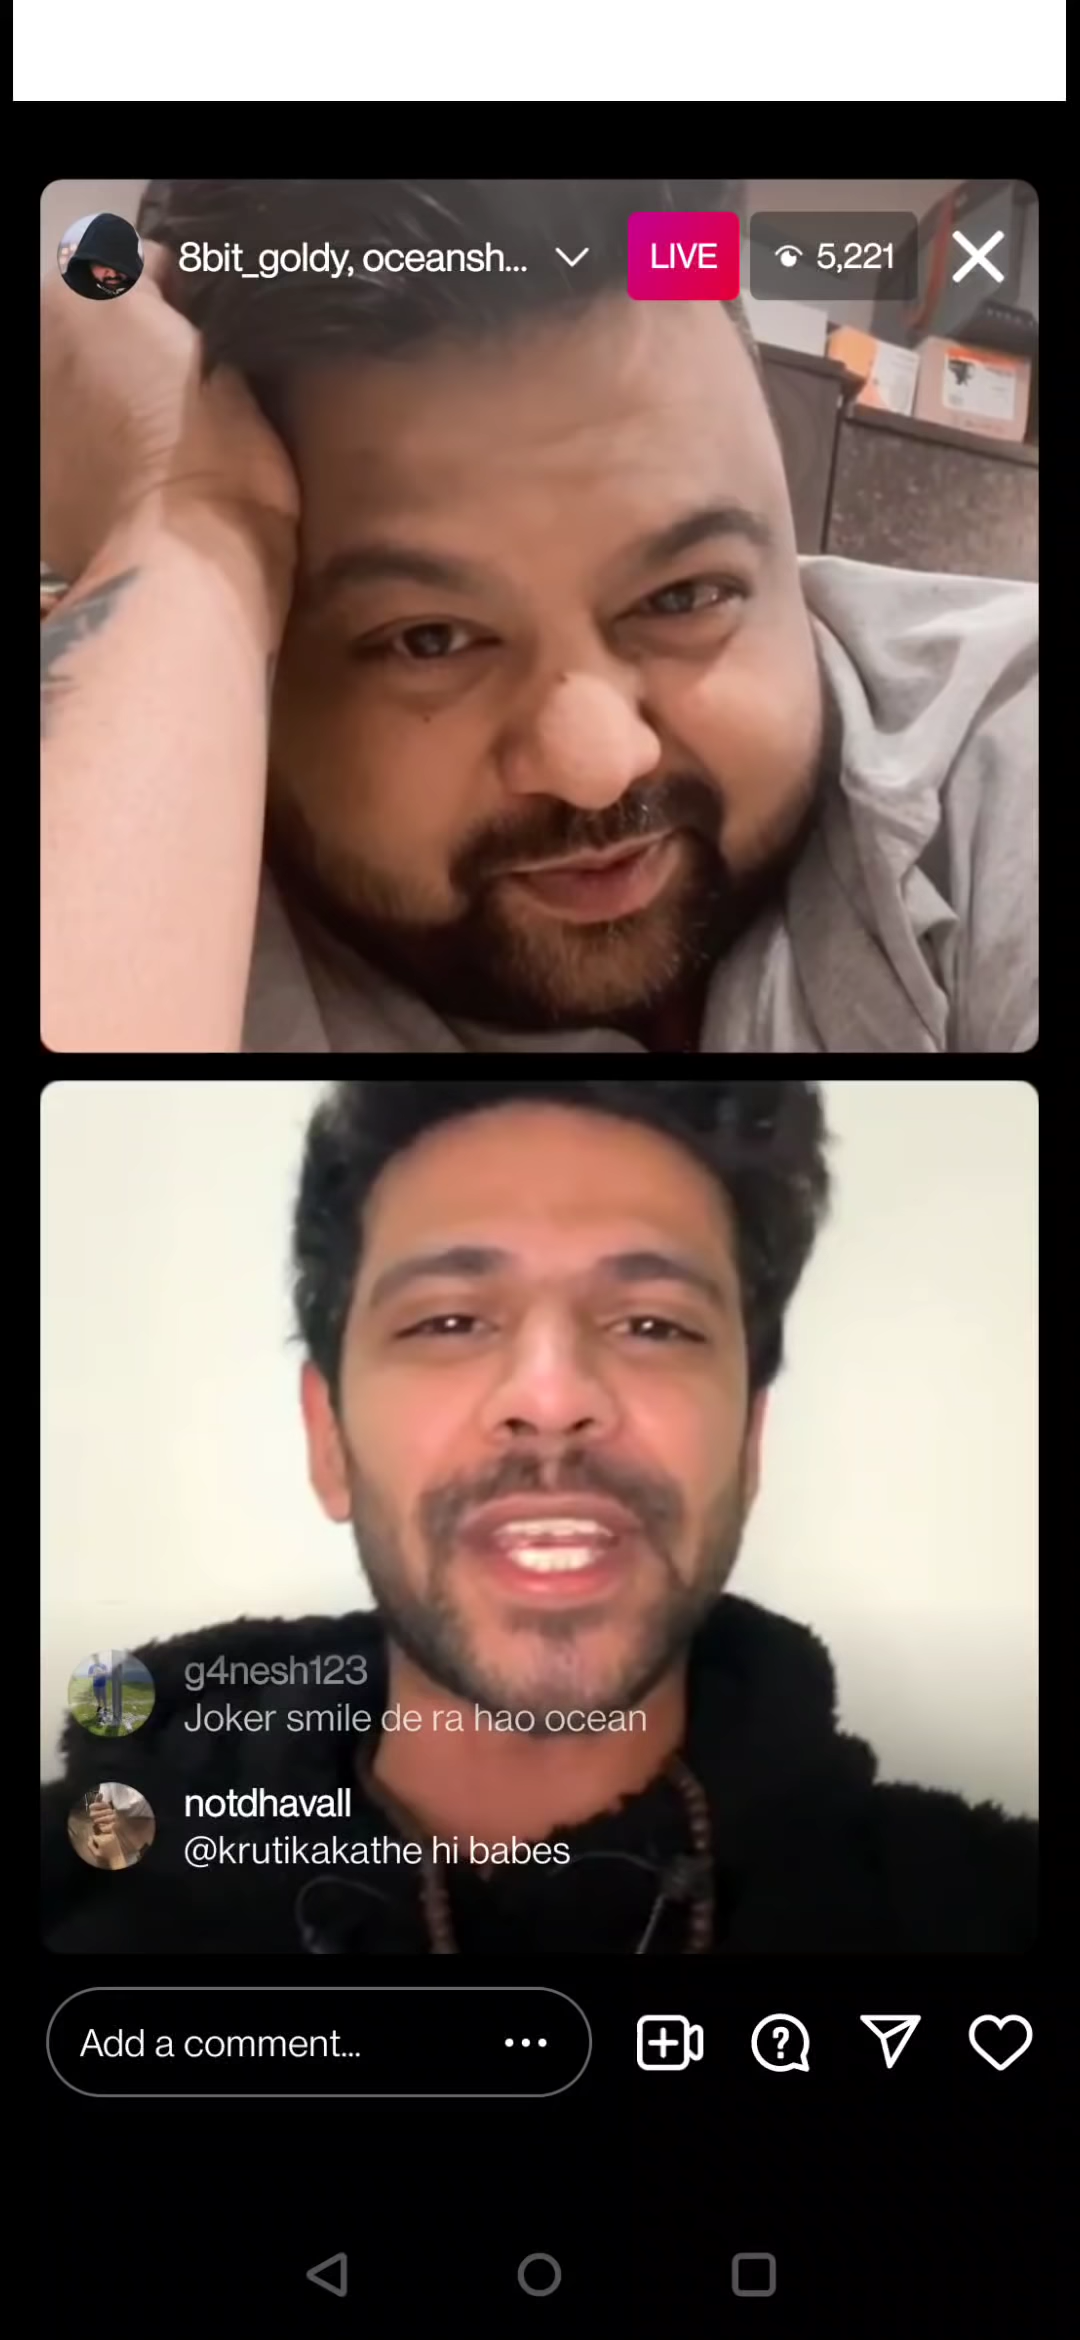 8bit_goldy, oceansh...
LIVE
5,221
g4nesh123
Joker smile de ra hao ocean
notdhavall
@krutikakathe hi babes
Add a comment...